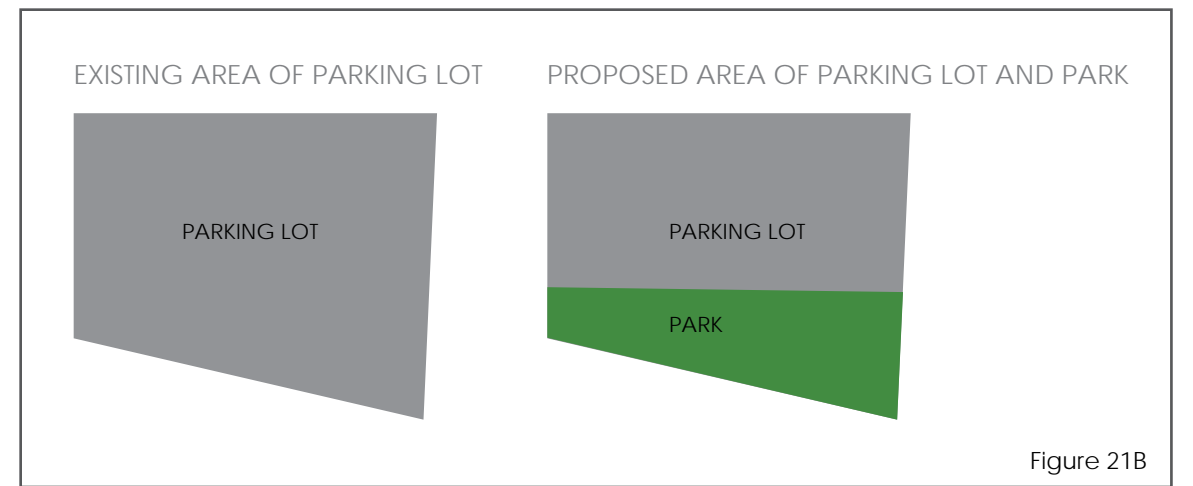 EXISTING AREA OF PARKING LOT
PROPOSED AREA OF PARKING LOT AND PARK
PARKING LOT
PARKING LOT
PARK
Figure 21B